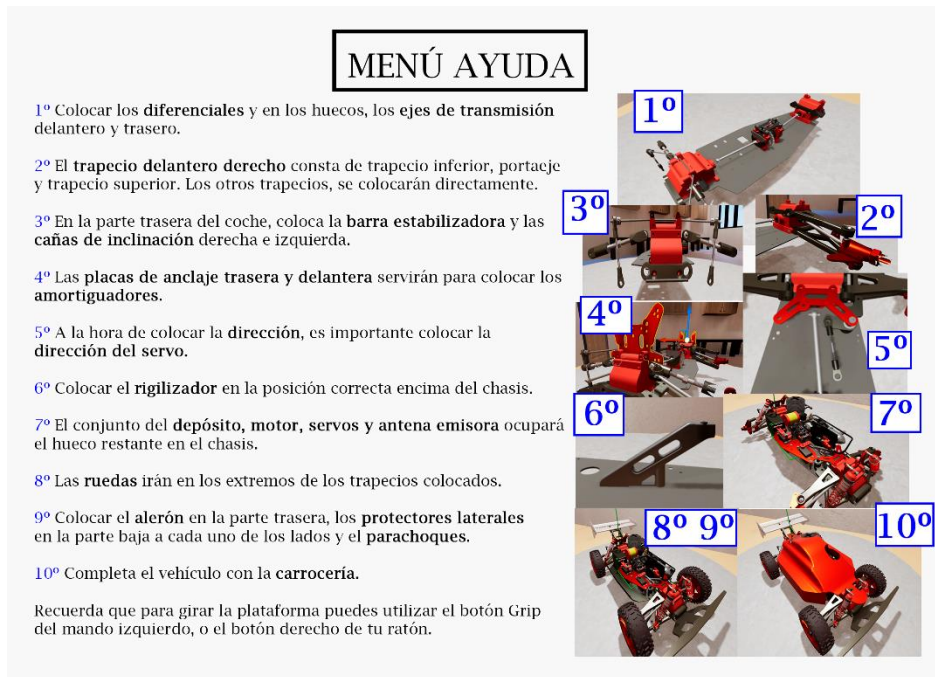 MENÚ AYUDA
1º Colocar los diferenciales y en los huecos, los ejes de transmisión
delantero y trasero.
2º El trapecio delantero derecho consta de trapecio inferior, portaeje
y trapecio superior. Los otros trapecios, se colocarán directamente.
3º En la parte trasera del coche, coloca la barra estabilizadora y las
cañas de inclinación derecha e izquierda.
4º Las placas de anclaje trasera y delantera servirán para colocar los
amortiguadores.
5º A la hora de colocar la dirección, es importante colocar la
dirección del servo.
6º Colocar el rigilizador en la posición correcta encima del chasis.
7º El conjunto del depósito, motor, servos y antena emisora ocupará
el hueco restante en el chasis.
8º Las ruedas irán en los extremos de los trapecios colocados.
9º Colocar el alerón en la parte trasera, los protectores laterales
en la parte baja a cada uno de los lados y el parachoques.
10º Completa el vehículo con la carrocería.
Recuerda que para girar la plataforma puedes utilizar el botón Grip
del mando izquierdo, o el botón derecho de tu ratón.
1º
3º
2º
4º
5º
6º
7º
8º 9º
10º